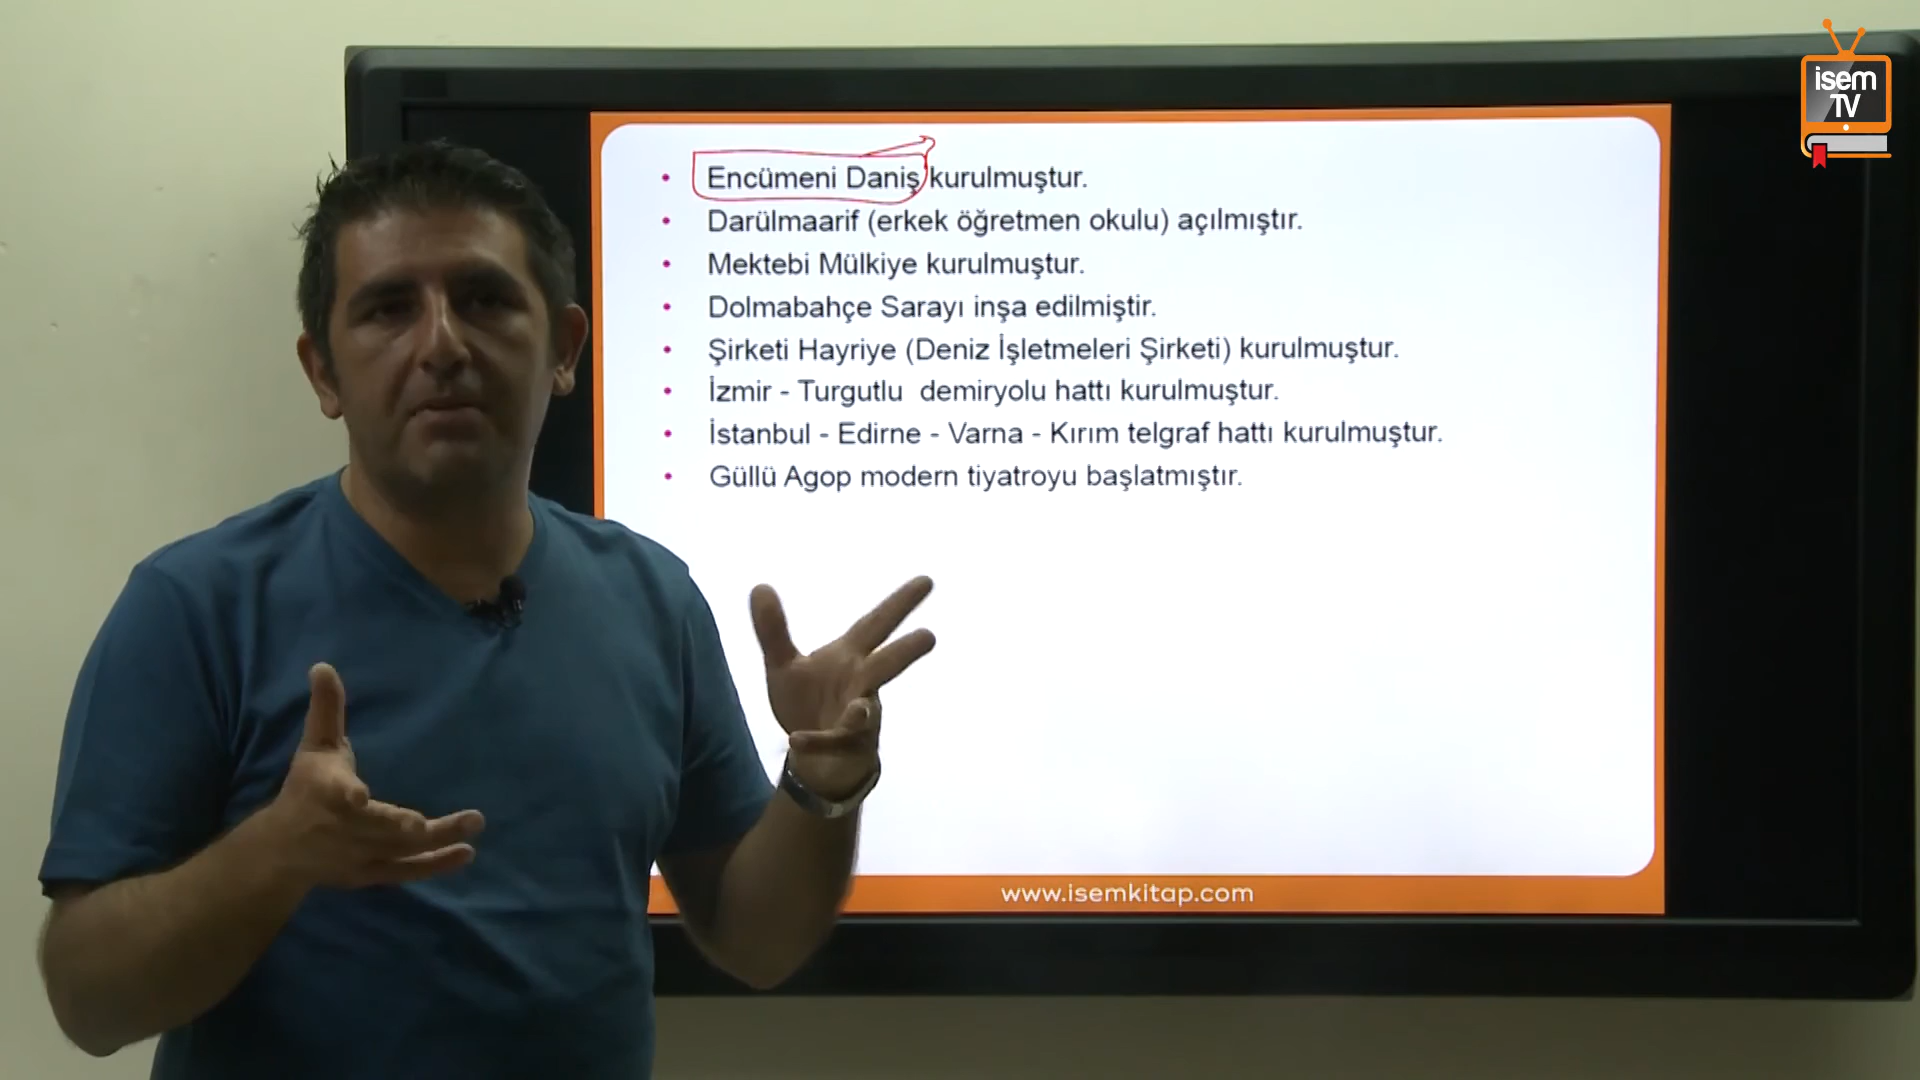 isem
TV
• Encümeni Daniş kurulmuştur.
• Darülmaarif (erkek öğretmen okulu) açılmıştır.
• Mektebi Mülkiye kurulmuştur.
• Dolmabahçe Sarayı inşa edilmiştir.
• Şirketi Hayriye (Deniz İşletmeleri Şirketi) kurulmuştur.
• İzmir - Turgutlu demiryolu hattı kurulmuştur.
• İstanbul - Edirne - Varna - Kırım telgraf hattı kurulmuştur.
• Güllü Agop modern tiyatroyu başlatmıştır.
www.isemkitap.com